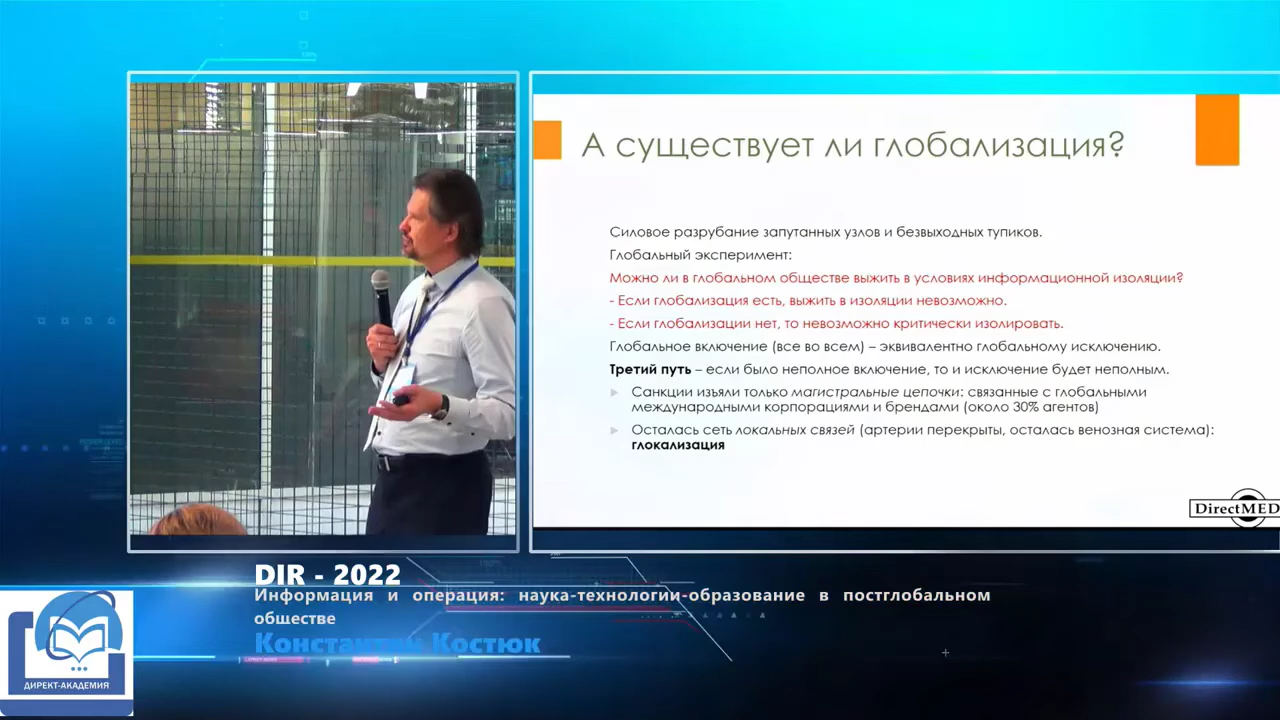 А существует ли глобализация?
Силовое разрубание запутанных узлов и безвыходных тупиков.
Глобальный эксперимент:
Можно ли в глобальном обществе выжить в условиях информационной изоляции?
- Если глобализация есть, выжить в изоляции невозможно.
- Если глобализации нет, то невозможно критически изолировать.
Глобальное включение (все во всем) – эквивалентно глобальному исключению.
Третий путь – если было неполное включение, то и исключение будет неполным.
Санкции изъяли только магистральные цепочки: связанные с глобальными
международными корпорациями и брендами (около 30% агентов)
Осталась сеть локальных связей (артерии перекрыты, осталась венозная система):
глокализация
DirectMED
DIR - 2022
Информация и операция: наука-технологии-образование в постглобальном
обществе
Константин Костюк
ДИРЕКТ-АКАДЕМИЯ